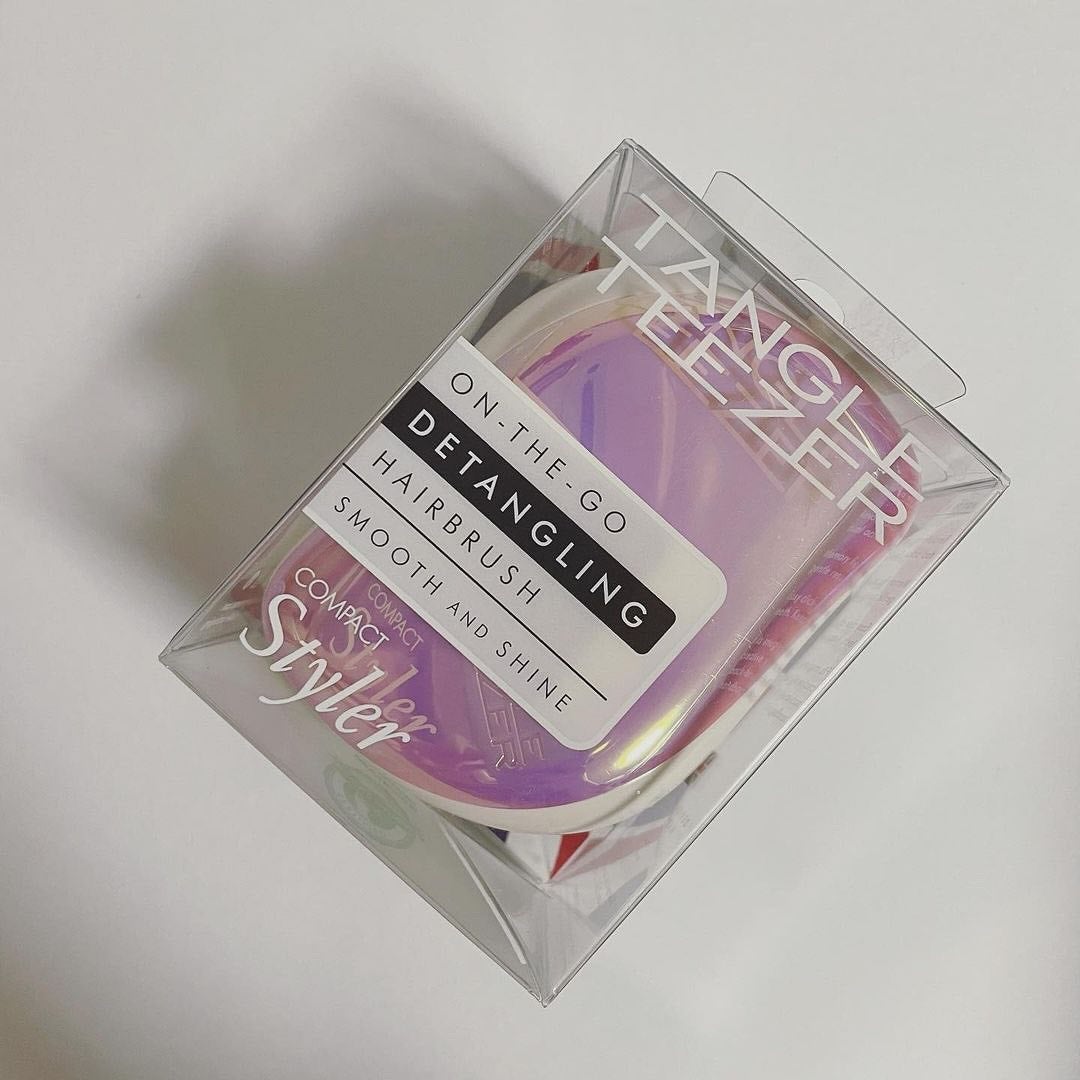 TANGLE
TEEZER
ON-THE-GO
DETANGLING
HAIRBRUSH
SMOOTH AND SHINE
COMPACT
Styler